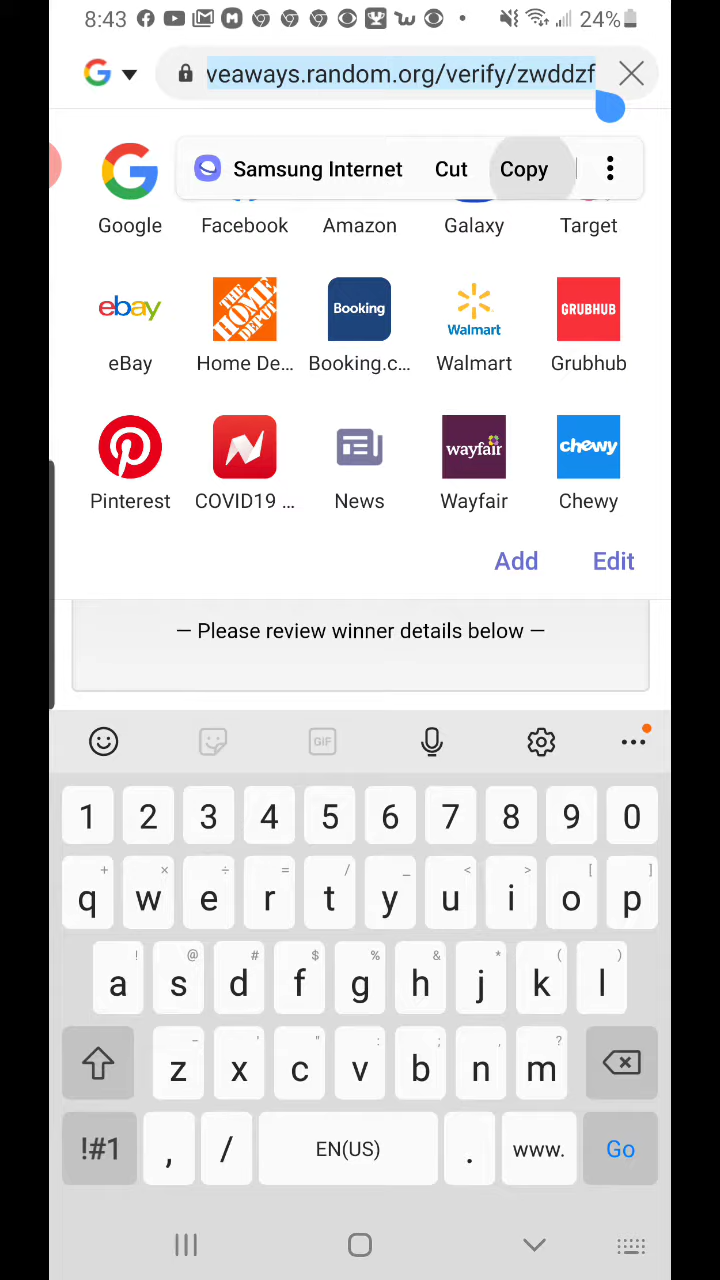 8:43 24%
veaways.random.org/verify/zwddzf
Samsung Internet Cut Copy
Google Facebook Amazon Galaxy Target
ebay THE HOME DEPOT Booking Walmart GRUBHUB
eBay Home De... Booking.c... Walmart Grubhub
wayfair chewy
Pinterest COVID19 ... News Wayfair Chewy
Add Edit
— Please review winner details below —
GIF
1 2 3 4 5 6 7 8 9 0
+ × ÷ = / _ < > [ ]
q w e r t y u i o p
! @ # $ % & * ( )
a s d f g h j k l
- ' " : ; , ?
z x c v b n m
!#1 , / EN(US) . www. Go